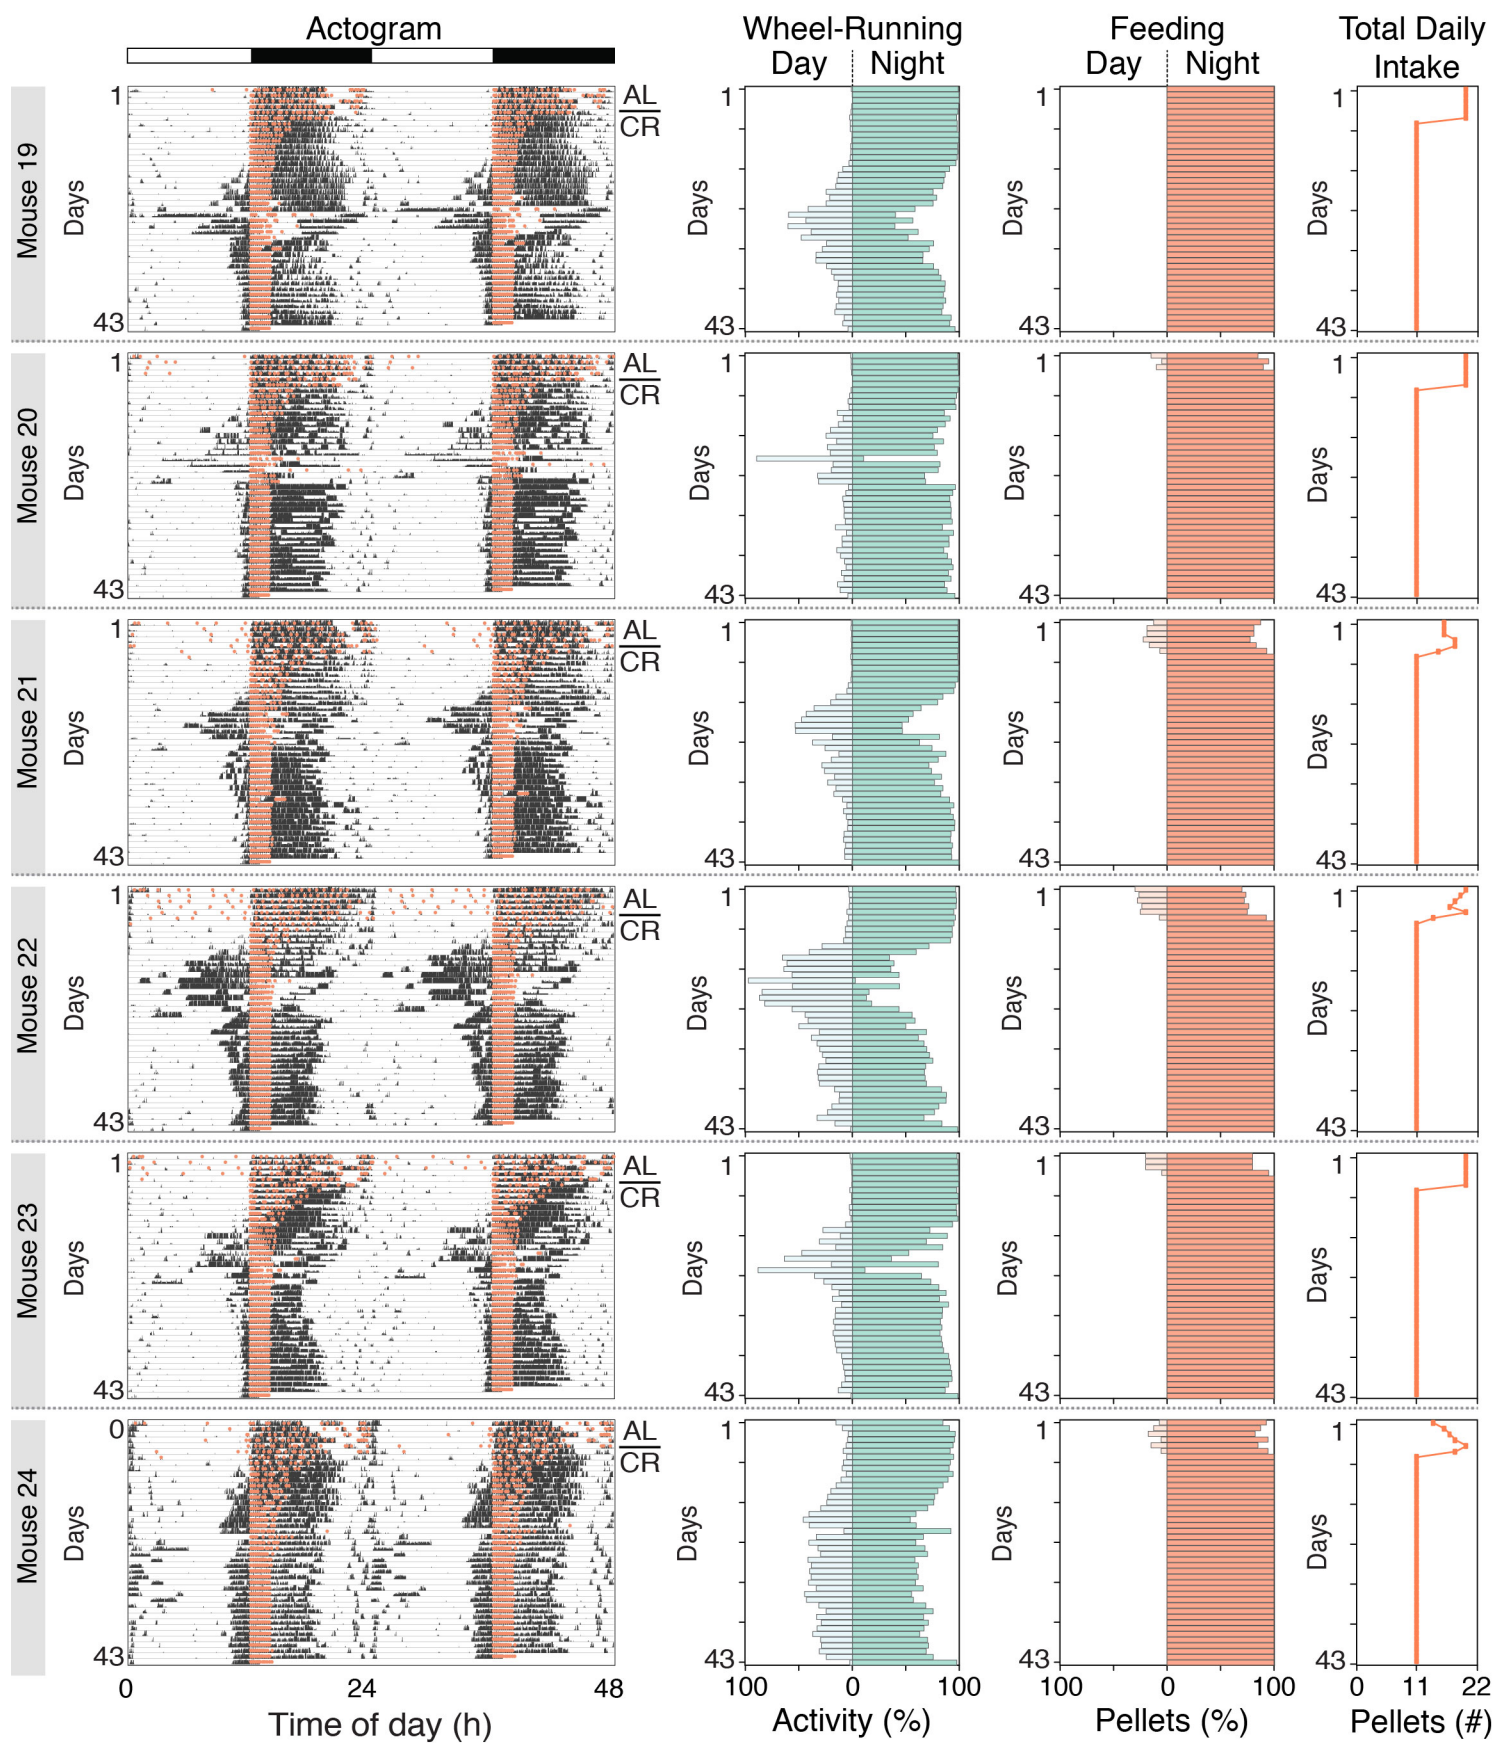 Actogram
Wheel-Running
Day Night
Feeding
Day Night
Total Daily
Intake
Mouse 19
Days
1
43
AL
CR
Days
1
43
Days
1
43
Days
1
43
Mouse 20
Days
1
43
AL
CR
Days
1
43
Days
1
43
Days
1
43
Mouse 21
Days
1
43
AL
CR
Days
1
43
Days
1
43
Days
1
43
Mouse 22
Days
1
43
AL
CR
Days
1
43
Days
1
43
Days
1
43
Mouse 23
Days
1
43
AL
CR
Days
1
43
Days
1
43
Days
1
43
Mouse 24
Days
0
43
AL
CR
Days
1
43
Days
1
43
Days
1
43
0 24 48
Time of day (h)
100 0 100
Activity (%)
100 0 100
Pellets (%)
0 11 22
Pellets (#)